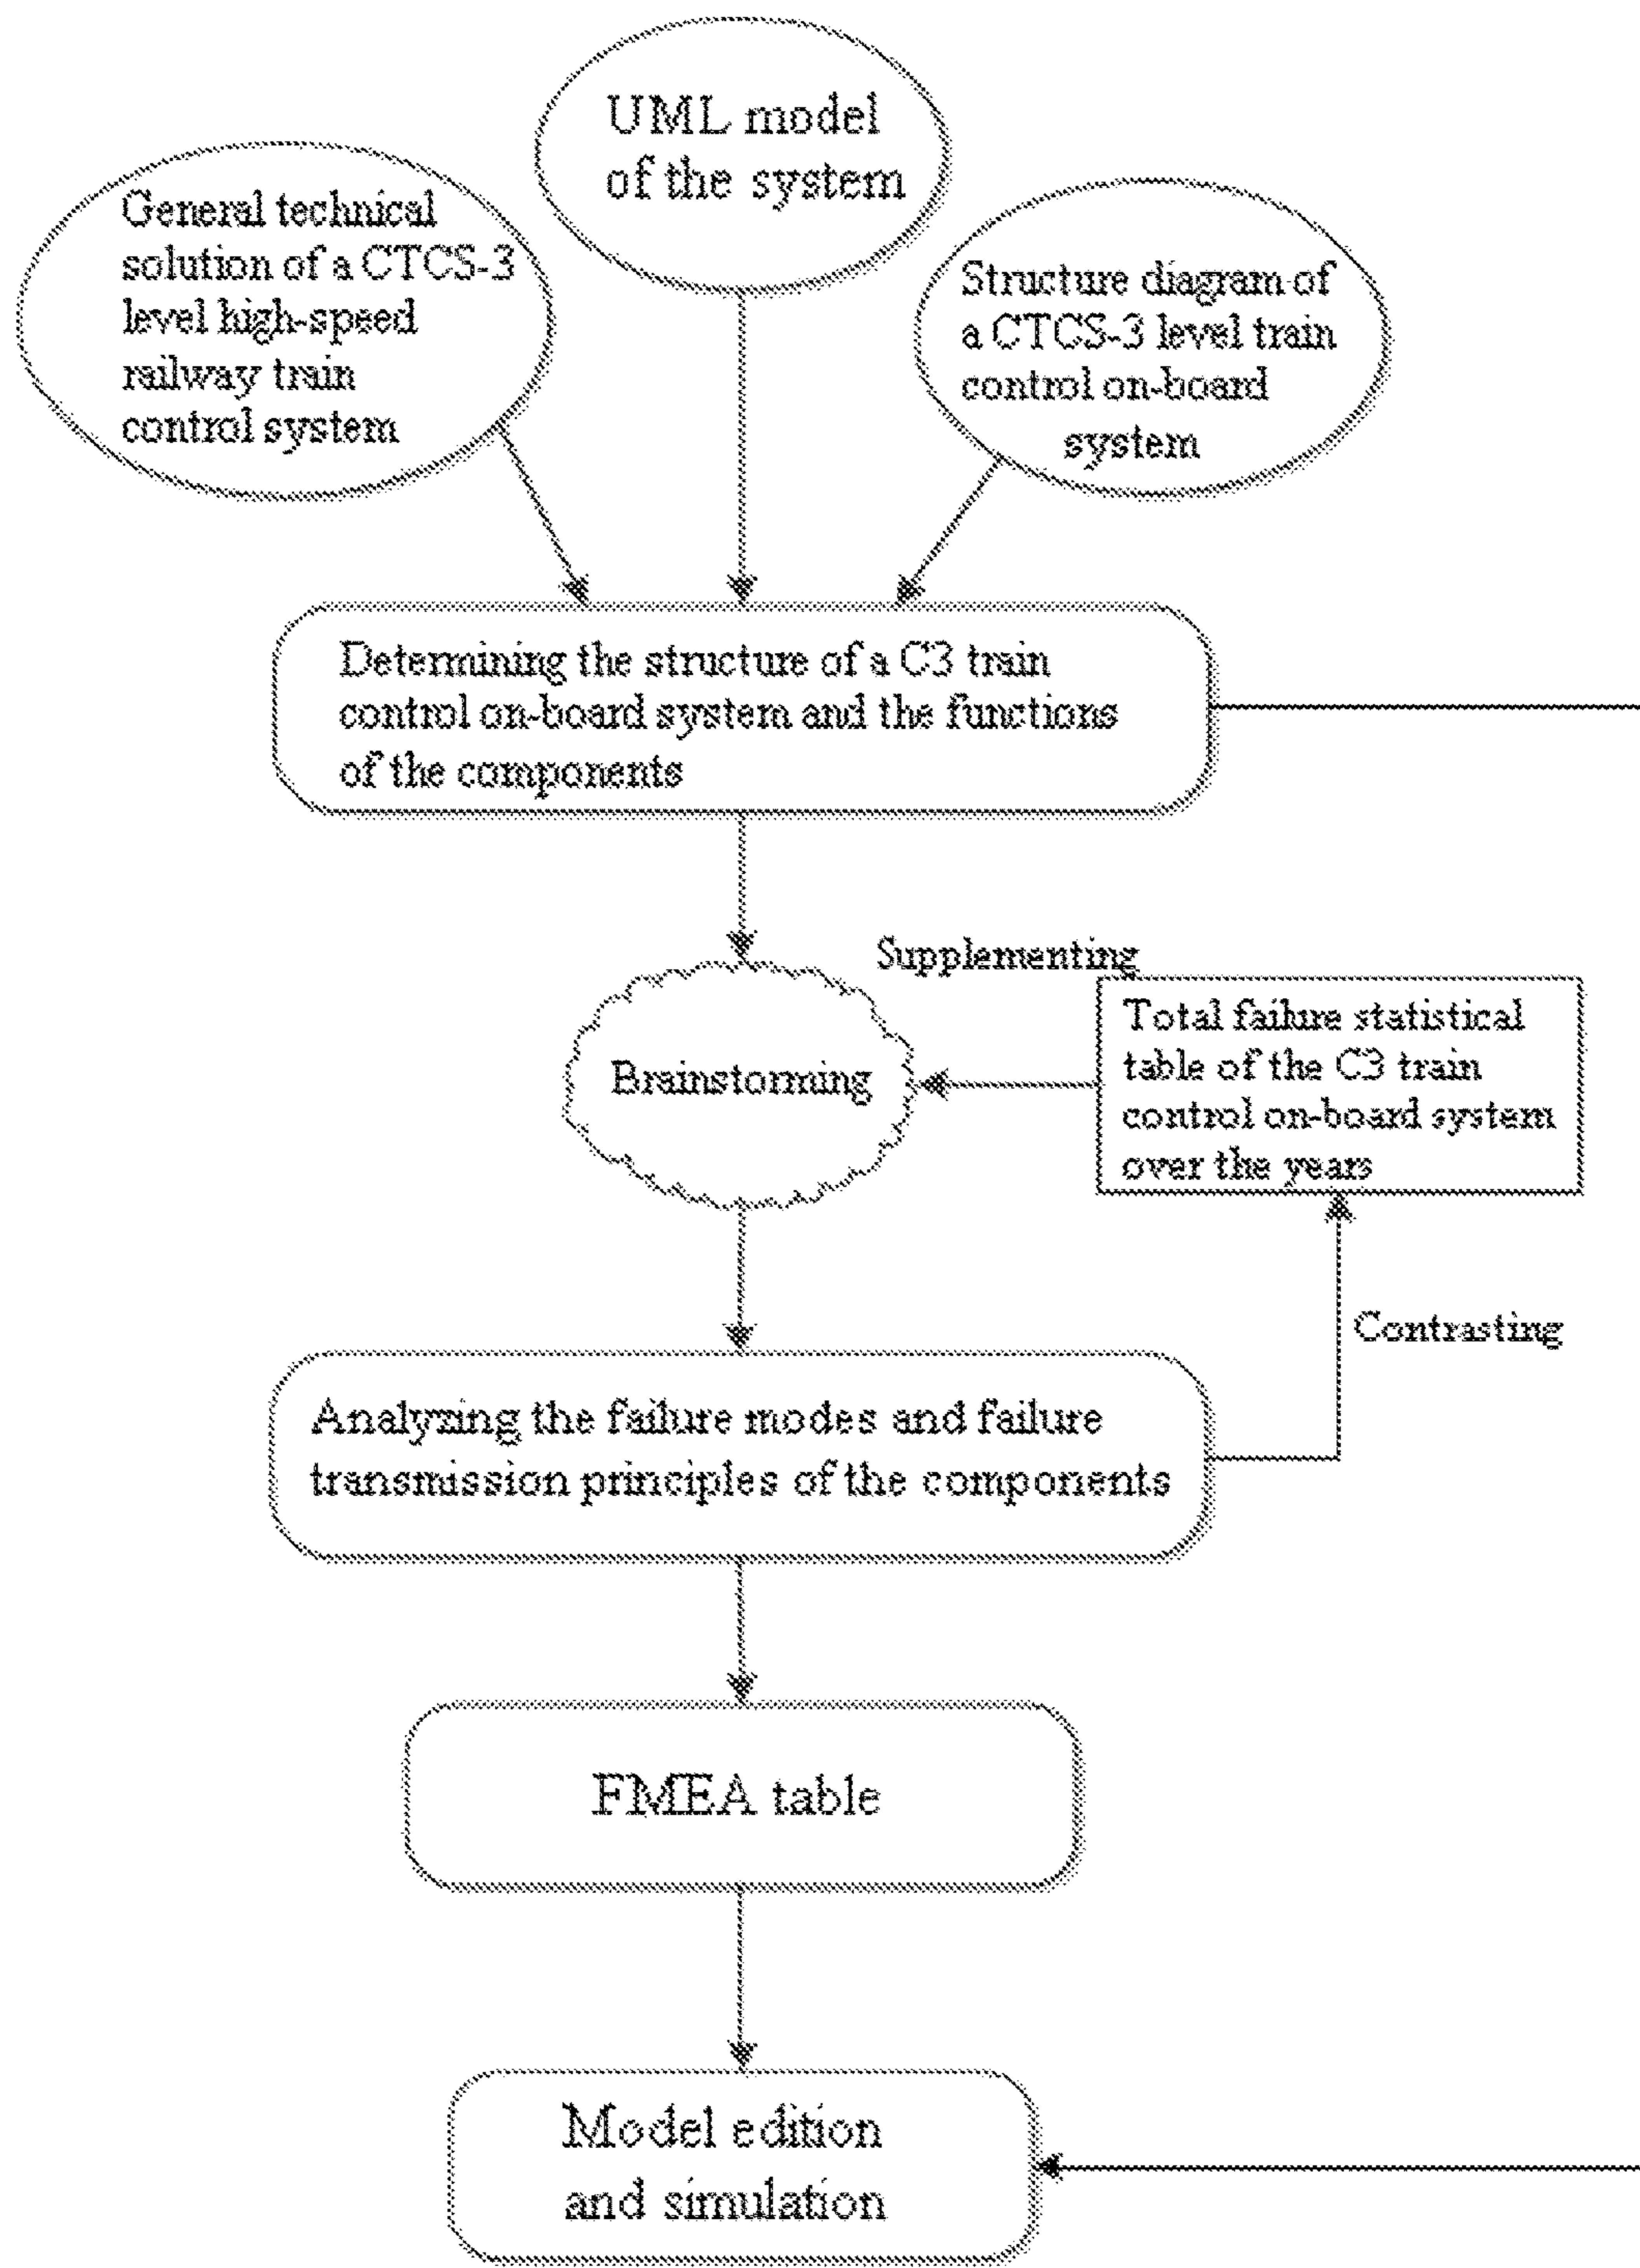 UML model
of the system
General technical
solution of a CTCS-3
level high-speed
railway train
control system
Structure diagram of
a CTCS-3 level train
control on-board
system
Determining the structure of a C3 train
control on-board system and the functions
of the components
Supplementing
Brainstorming
Total failure statistical
table of the C3 train
control on-board system
over the years
Contrasting
Analyzing the failure modes and failure
transmission principles of the components
FMEA table
Model edition
and simulation